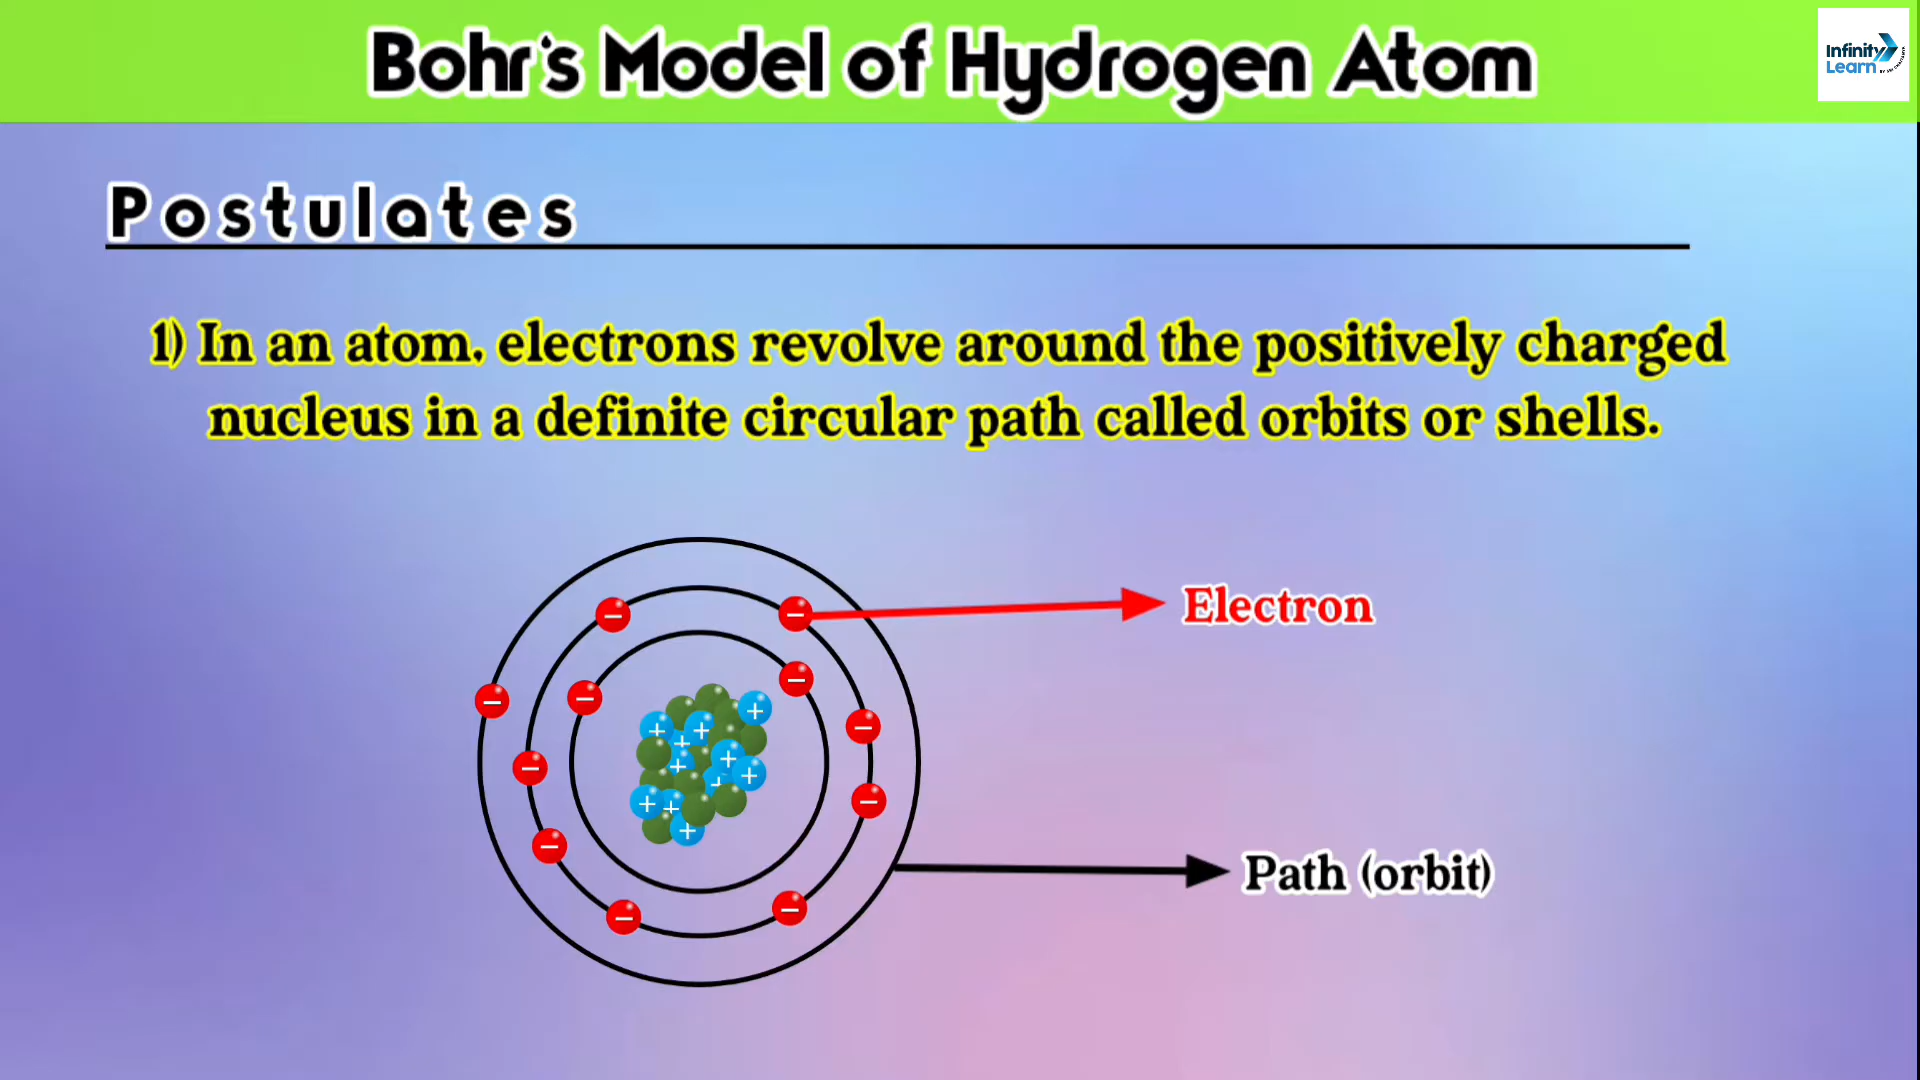 Bohr's Model of Hydrogen Atom
Infinity
Learn
Postulates
1) In an atom, electrons revolve around the positively charged
nucleus in a definite circular path called orbits or shells.
Electron
Path (orbit)